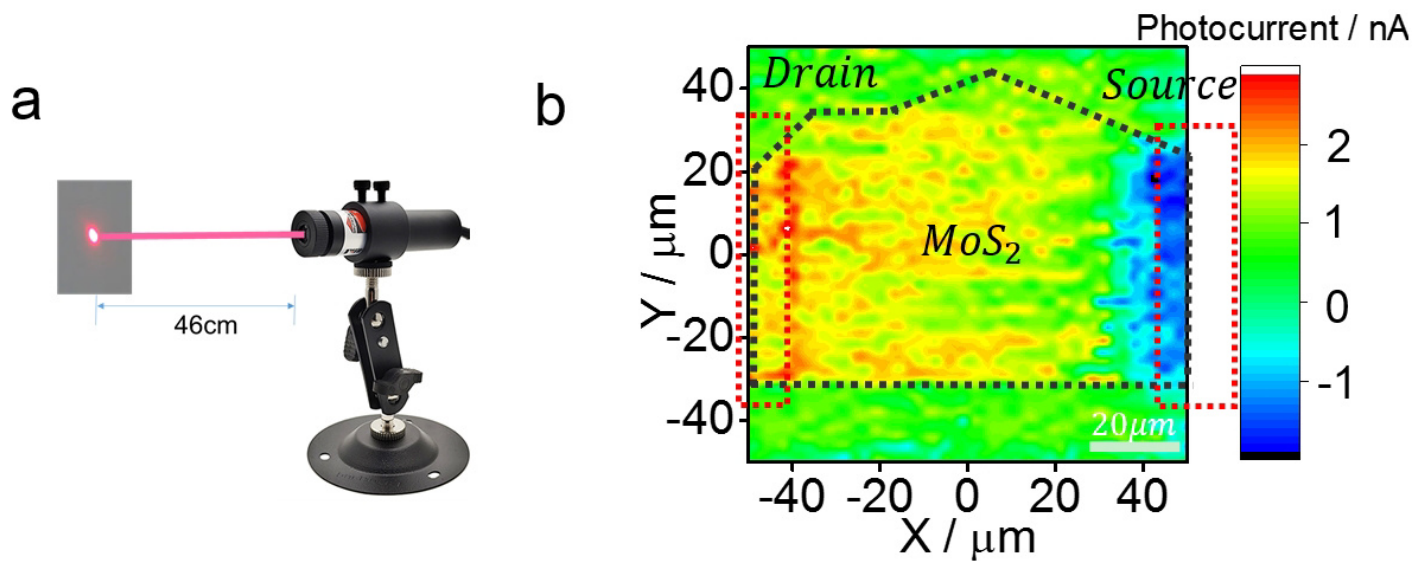 a
46cm
b
Photocurrent / nA
Drain
Source
MoS₂
20μm
Y / μm
40
20
0
-20
-40
-40 -20 0 20 40
X / μm
2
1
0
-1